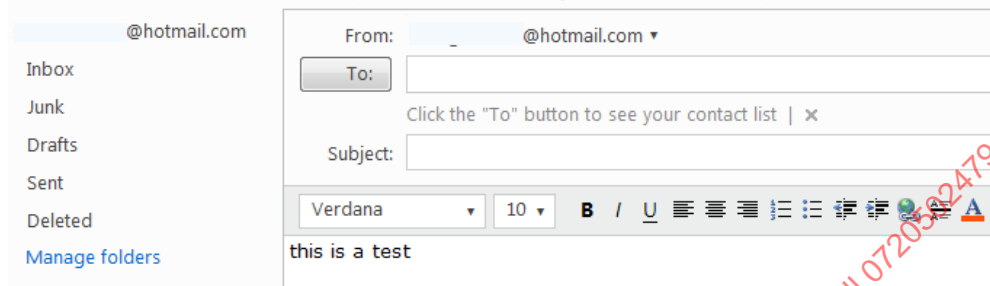 @hotmail.com
Inbox
Junk
Drafts
Sent
Deleted
Manage folders
From: @hotmail.com
To:
Click the "To" button to see your contact list | ×
Subject:
Verdana 10 B I U A
this is a test
0720502479